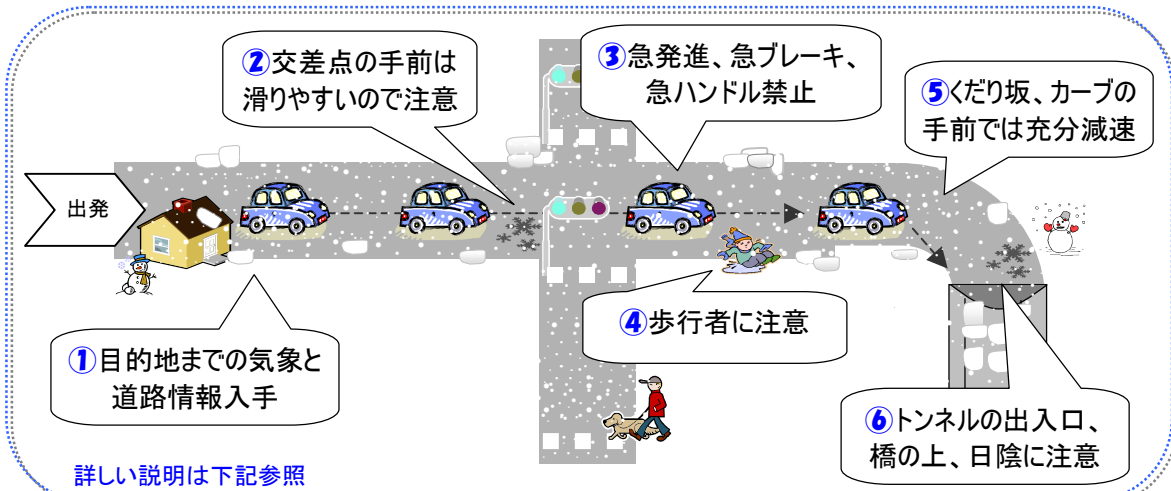 出発
①目的地までの気象と
道路情報入手
②交差点の手前は
滑りやすいので注意
③急発進、急ブレーキ、
急ハンドル禁止
④歩行者に注意
⑤くだり坂、カーブの
手前では充分減速
⑥トンネルの出入口、
橋の上、日陰に注意
詳しい説明は下記参照